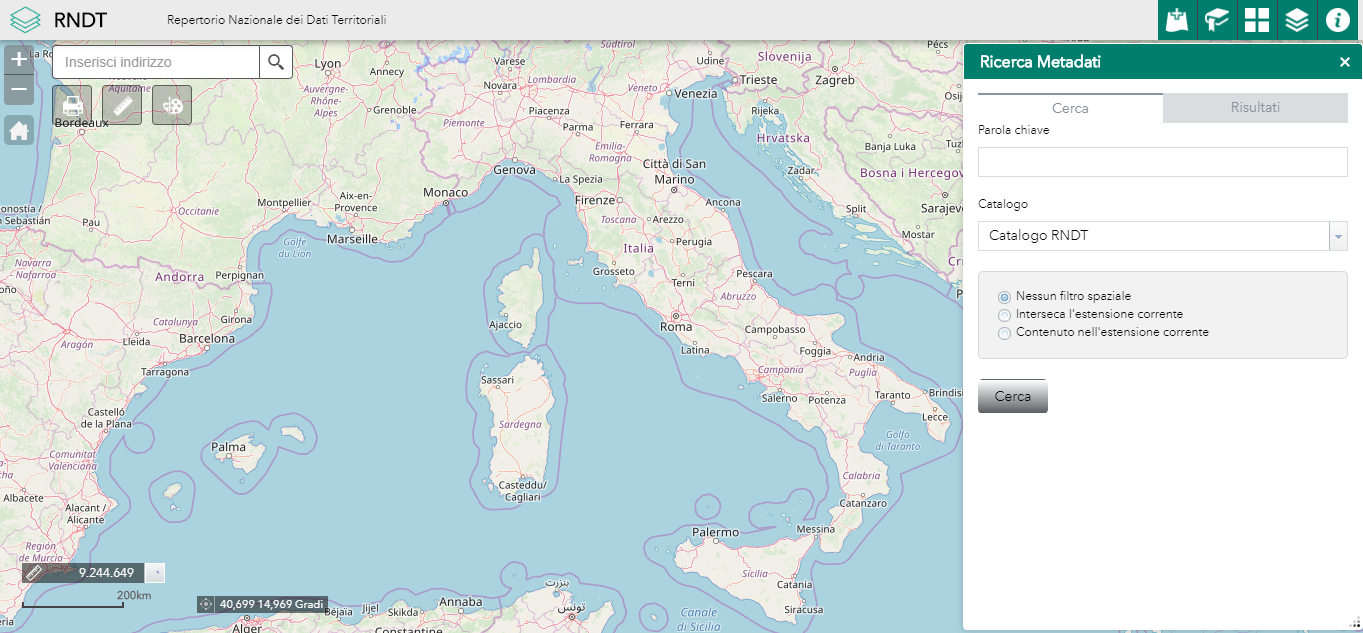 RNDT
Repertorio Nazionale dei Dati Territoriali
Inserisci indirizzo
Ricerca Metadati
×
Cerca
Risultati
Parola chiave
Catalogo
Catalogo RNDT
Nessun filtro spaziale
Interseca l'estensione corrente
Contenuto nell'estensione corrente
Cerca
Südtirol
Lyon
Annecy
Varese
Lombardia
Udine
Slovenija
Pécs
Aquitaine
Auvergne-
Rhône-
Alpes
Novara
Veneto
Venezia
Trieste
Zagreb
Grenoble
Piacenza
Rijeka
Osij
Bordeaux
Piemonte
Parma
Ferrara
Hrvatska
Emilia-
Romagna
Banja Luka
Tuz
Genova
Città di San
Marino
Zadar
Bosna i Hercegov
La Spezia
Monaco
Firenze
Ancona
Split
Sarajev
Montpellier
Aix-en-
Provence
Toscana
Arezzo
Occitanie
onostia /
n Sebastián
Pau
Marseille
Golfe
du Lion
Italia
Perugia
Mostar
Navarra -
Nafarroa
Andorra
Perpignan
Grosseto
Terni
Pescara
Cr
Abruzzo
Girona
Catalunya
Ajaccio
Roma
Campobasso
Aragón
Lleida
Barcelona
Latina
Foggia
Andria
Tarragona
Sassari
Campania
Puglia
Salerno
Potenza
Taranto
Brindisi
Castelló
de la Plana
Sardegna
Lecce
Palma
Golfo
di Taranto
Comunitat
Valenciana
Casteddu/
Cagliari
Calabria
Albacete
Alacant /
Alicante
Catanzaro
Palermo
Messina
Región
de Murcia
Sicilia
Catania
Siracusa
9.244.649
200km
40,699 14,969 Gradi
Béjaïa
Jijel
Skikda
Annaba
بنزرت
تونس
Canale
di Sicilia
Alger
Constantine